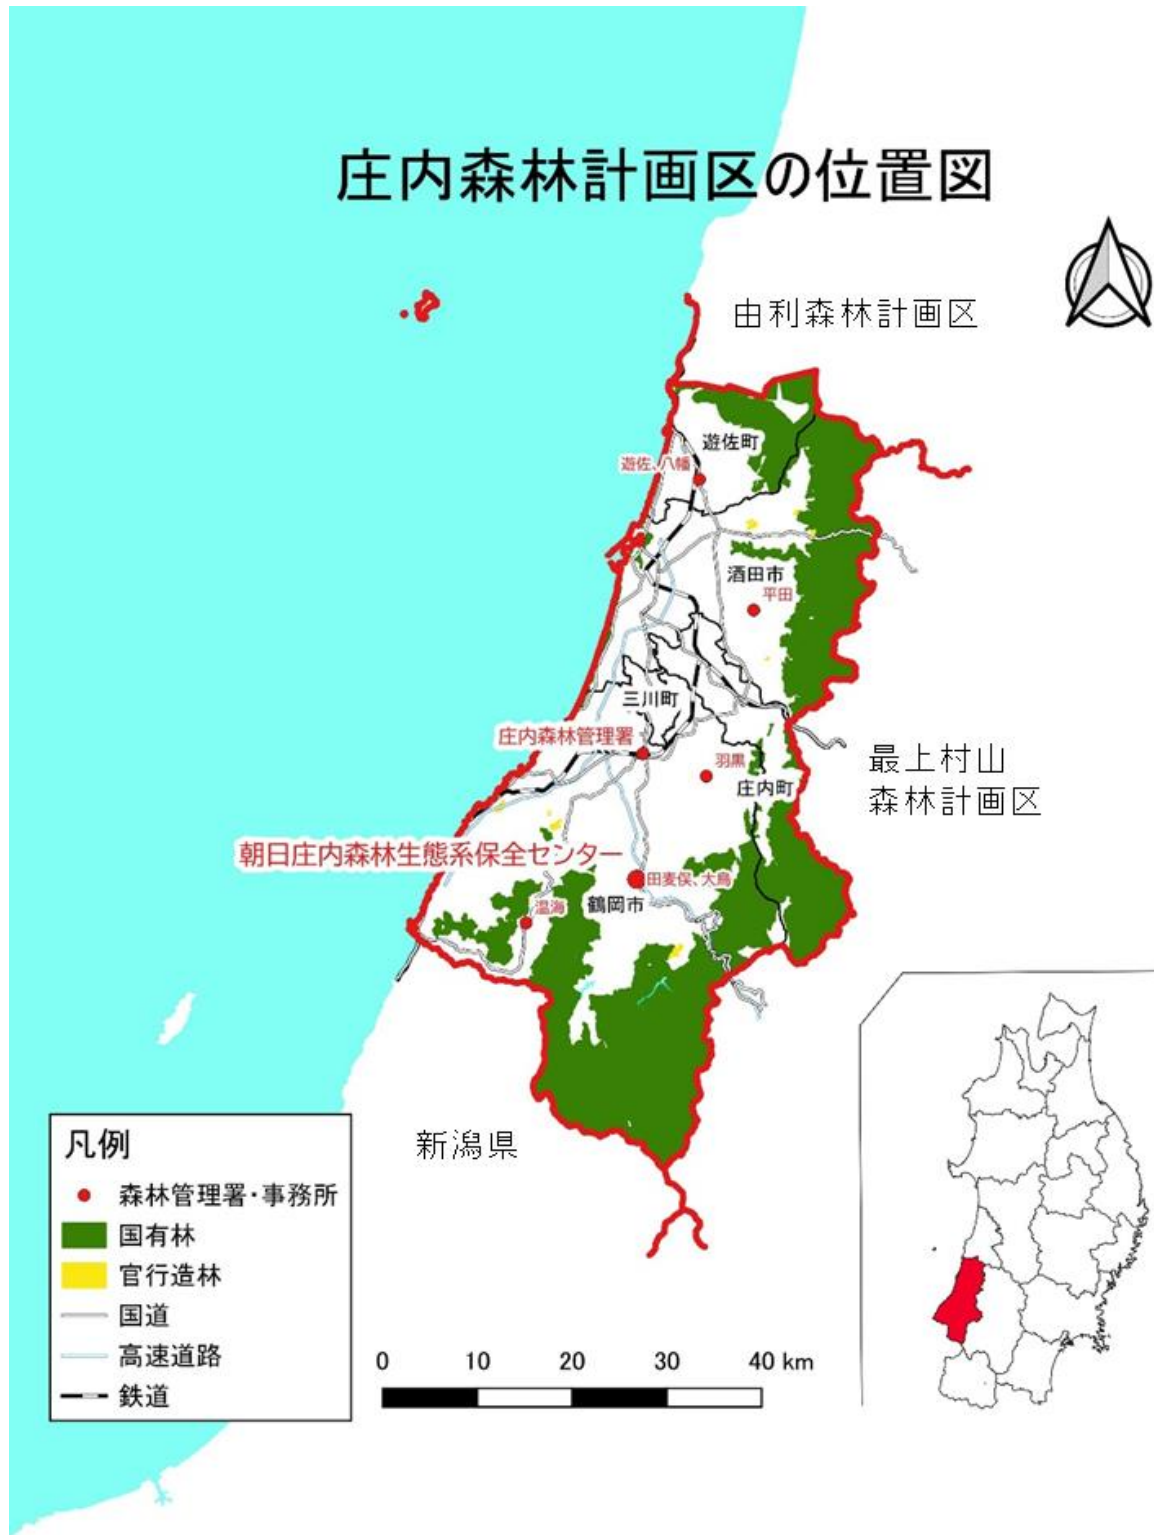 庄内森林計画区の位置図
由利森林計画区
遊佐町
遊佐、八幡
酒田市
平田
三川町
庄内森林管理署
羽黒
庄内町
最上村山
森林計画区
朝日庄内森林生態系保全センター
田麦俣、大鳥
鶴岡市
温海
新潟県
凡例
森林管理署・事務所
国有林
官行造林
国道
高速道路
鉄道
0 10 20 30 40 km